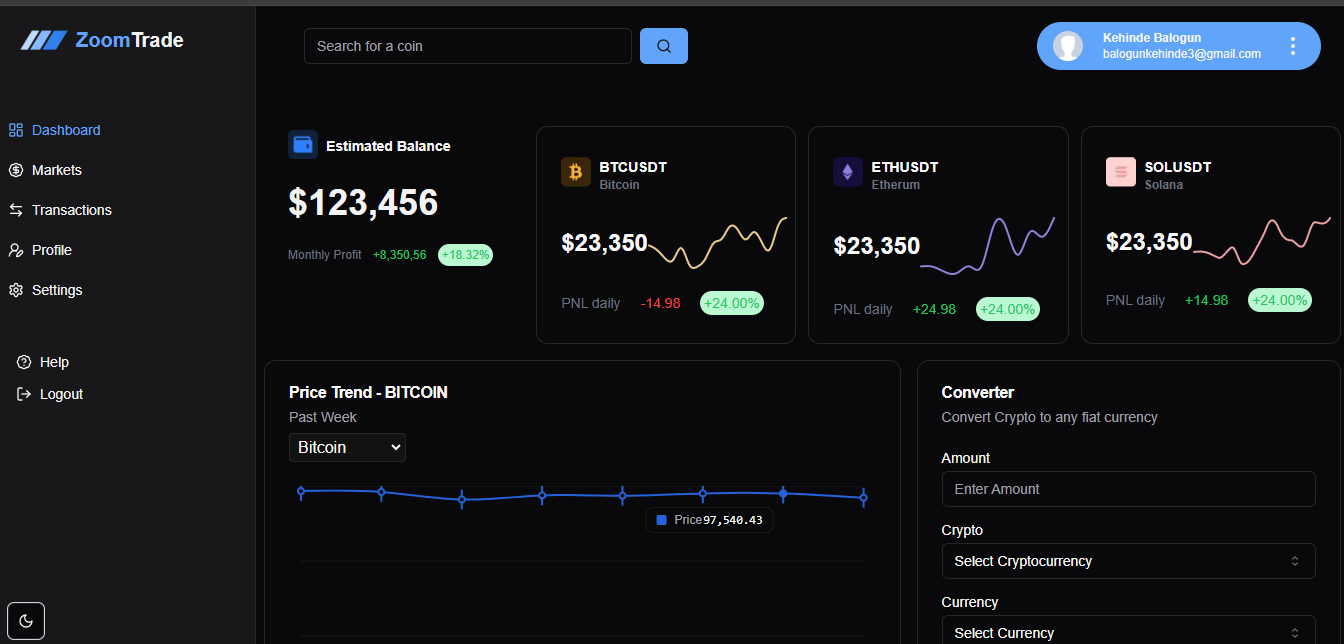 ZoomTrade
Search for a coin
Kehinde Balogun
balogunkehinde3@gmail.com
Dashboard
Markets
Transactions
Profile
Settings
Help
Logout
Estimated Balance
$123,456
Monthly Profit +8,350,56 +18.32%
BTCUSDT
Bitcoin
$23,350
PNL daily -14.98 +24.00%
ETHUSDT
Etherum
$23,350
PNL daily +24.98 +24.00%
SOLUSDT
Solana
$23,350
PNL daily +14.98 +24.00%
Price Trend - BITCOIN
Past Week
Bitcoin
Price97,540.43
Converter
Convert Crypto to any fiat currency
Amount
Enter Amount
Crypto
Select Cryptocurrency
Currency
Select Currency